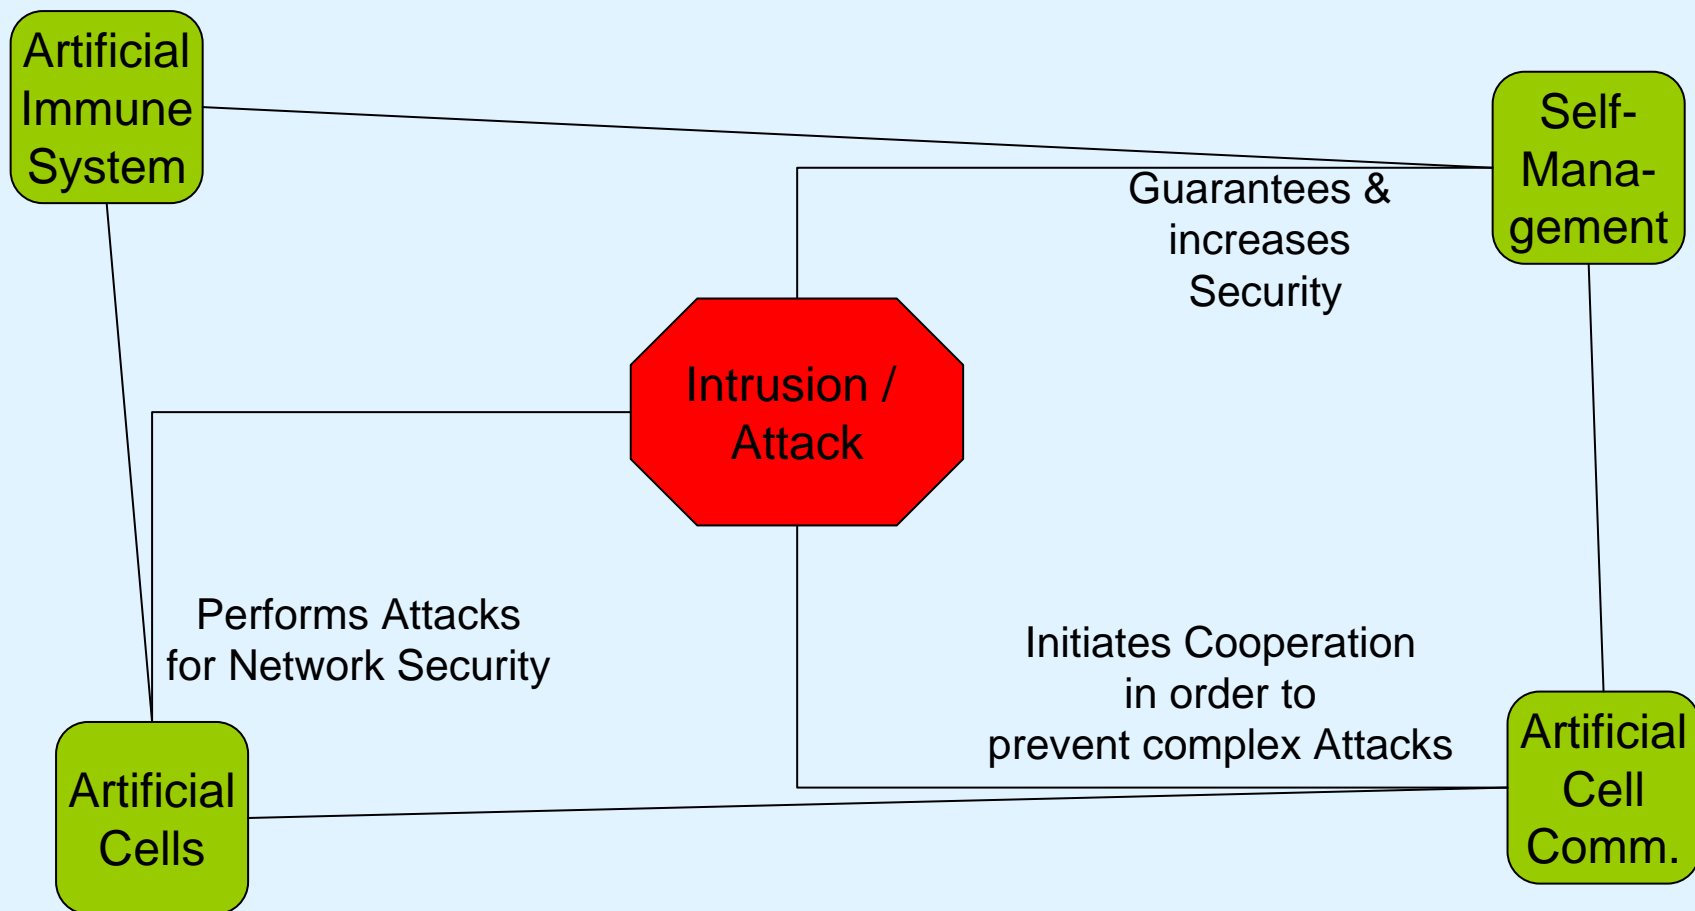 Artificial
Immune
System
Self-
Mana-
gement
Guarantees &
increases
Security
Intrusion /
Attack
Performs Attacks
for Network Security
Initiates Cooperation
in order to
prevent complex Attacks
Artificial
Cells
Artificial
Cell
Comm.